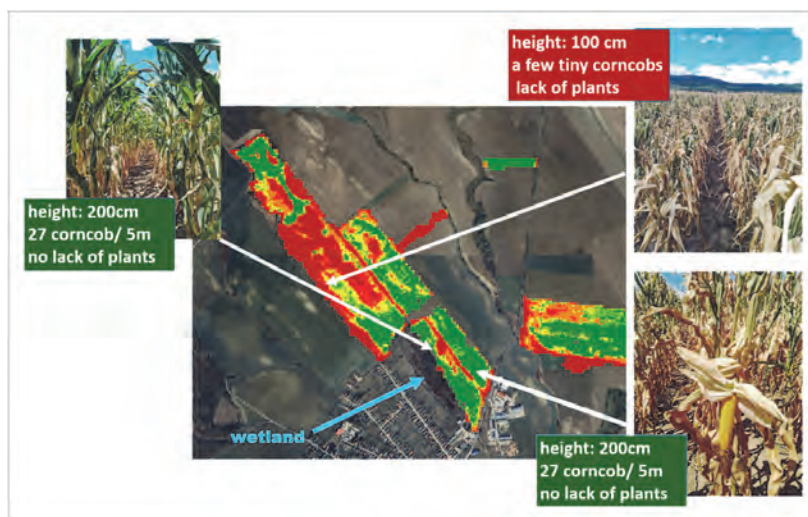 height: 100 cm
a few tiny corncobs
lack of plants
height: 200cm
27 corncob/ 5m
no lack of plants
wetland
height: 200cm
27 corncob/ 5m
no lack of plants